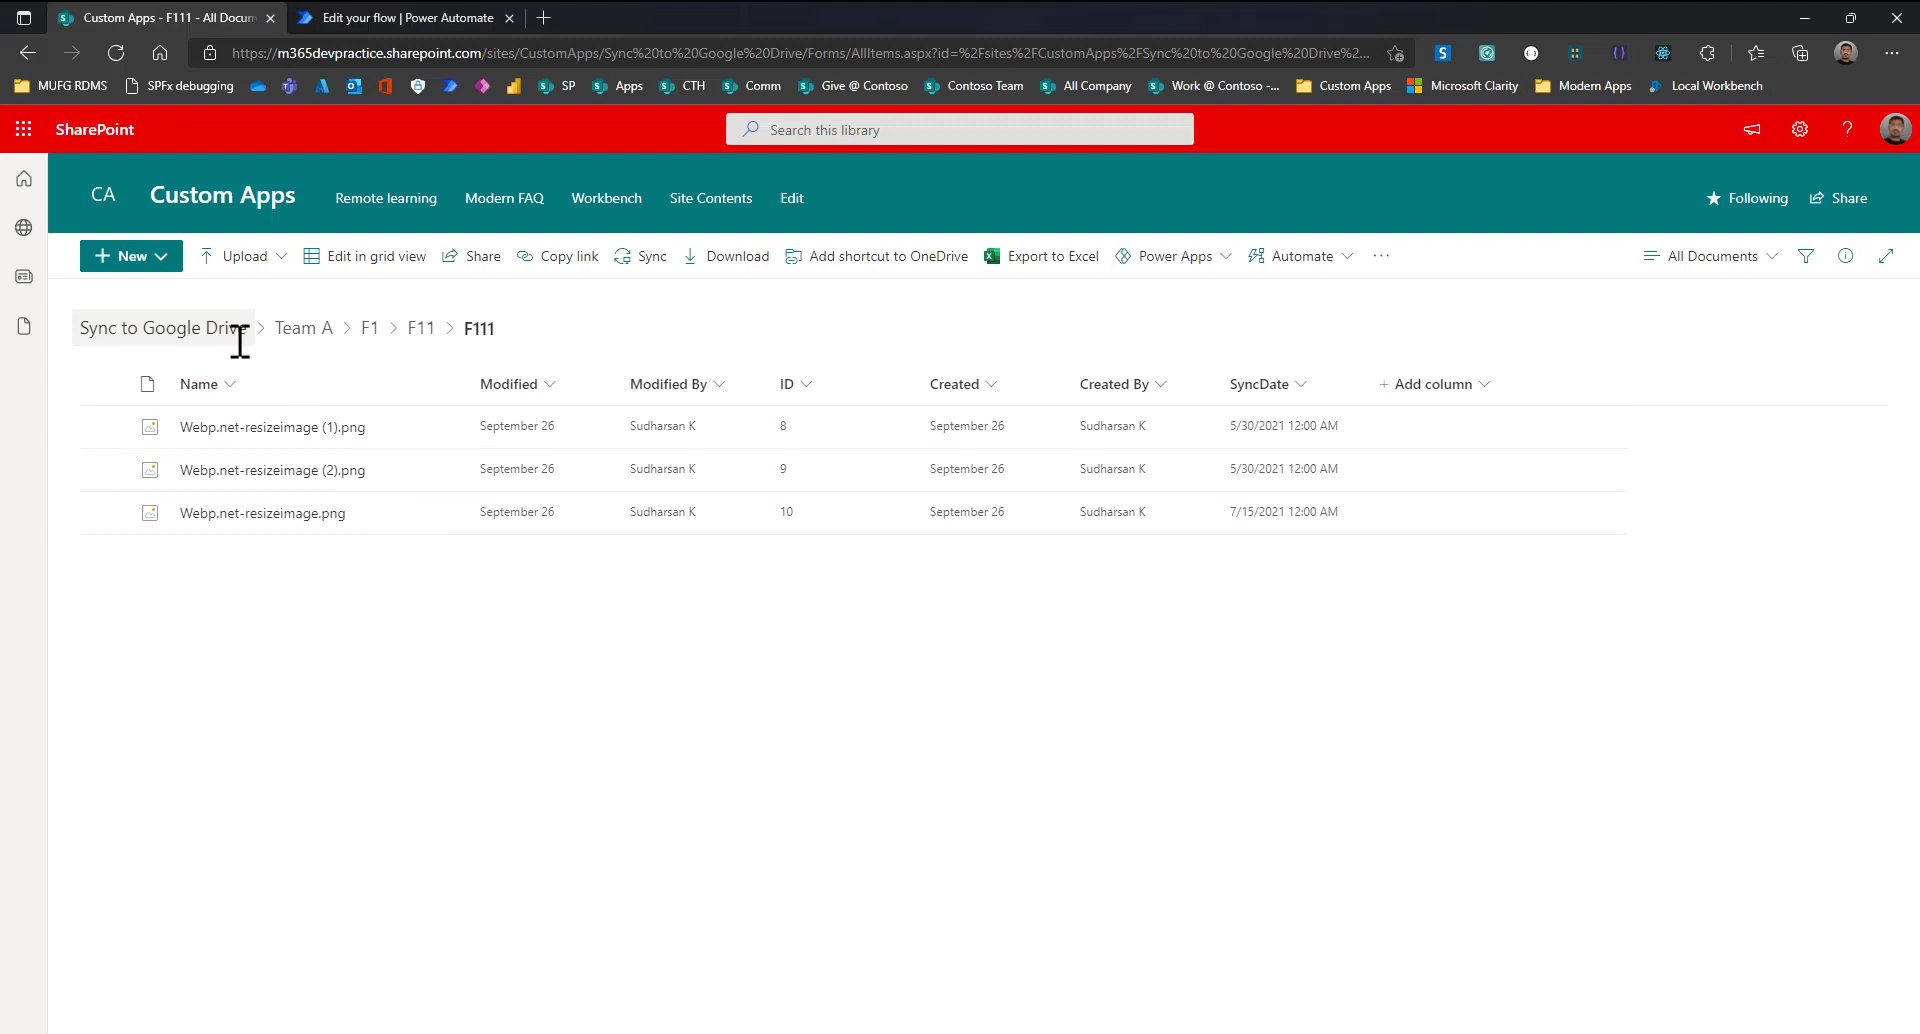 Custom Apps - F111 - All Docum
Edit your flow | Power Automate
https://m365devpractice.sharepoint.com/sites/CustomApps/Sync%20to%20Google%20Drive/Forms/AllItems.aspx?id=%2Fsites%2FCustomApps%2FSync%20to%20Google%20Drive%2...
MUFG RDMS SPFx debugging SP Apps CTH Comm Give @ Contoso Contoso Team All Company Work @ Contoso -... Custom Apps Microsoft Clarity Modern Apps Local Workbench
SharePoint
Search this library
CA Custom Apps Remote learning Modern FAQ Workbench Site Contents Edit Following Share
New Upload Edit in grid view Share Copy link Sync Download Add shortcut to OneDrive Export to Excel Power Apps Automate ... All Documents
Sync to Google Drive > Team A > F1 > F11 > F111
Name Modified Modified By ID Created Created By SyncDate + Add column
Webp.net-resizeimage (1).png September 26 Sudharsan K 8 September 26 Sudharsan K 5/30/2021 12:00 AM
Webp.net-resizeimage (2).png September 26 Sudharsan K 9 September 26 Sudharsan K 5/30/2021 12:00 AM
Webp.net-resizeimage.png September 26 Sudharsan K 10 September 26 Sudharsan K 7/15/2021 12:00 AM